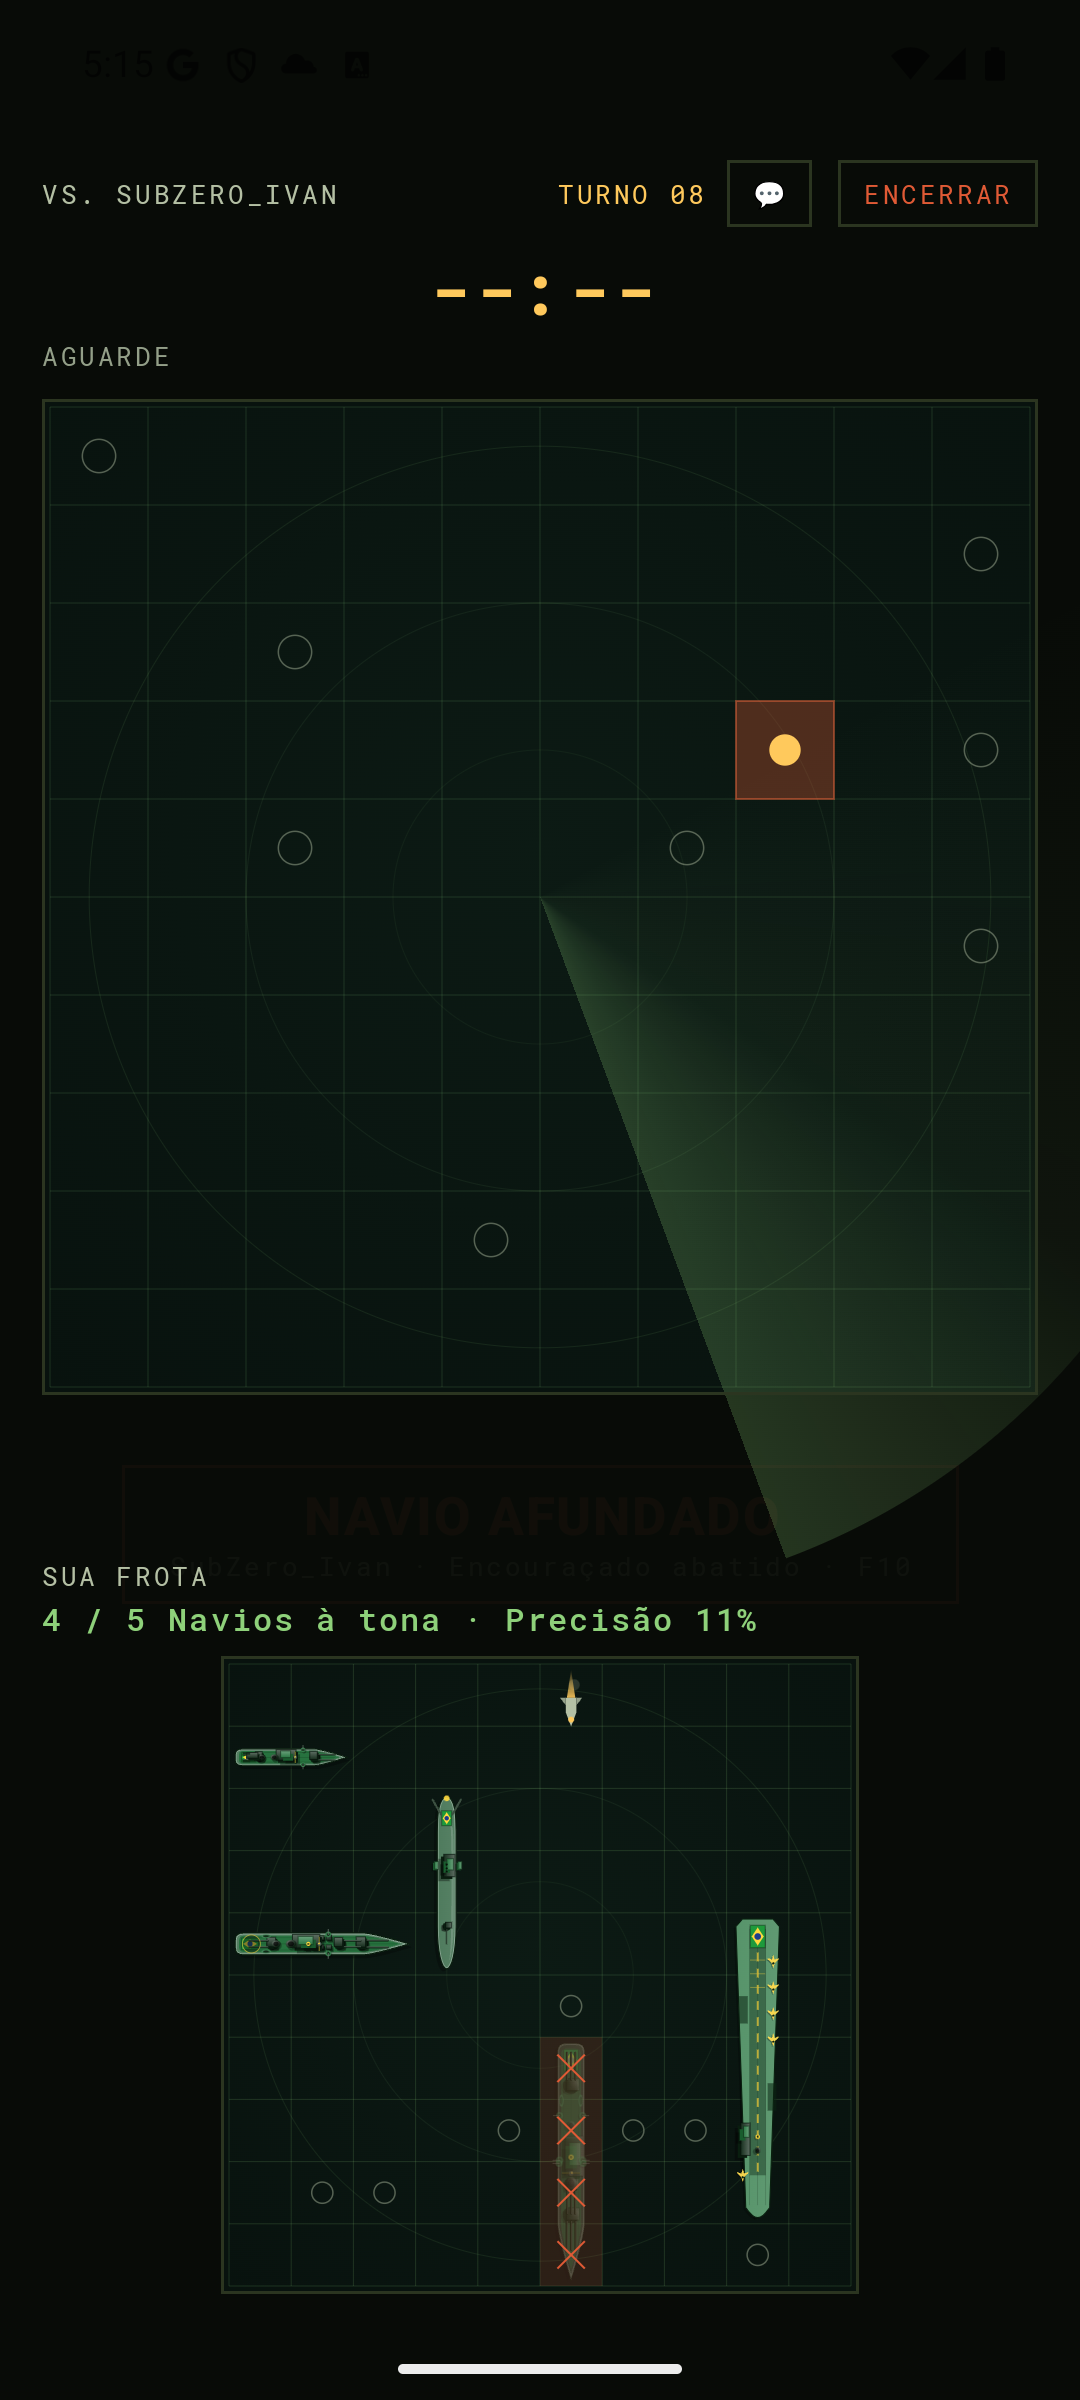 5:15
VS. SUBZERO_IVAN
TURNO 08
ENCERRAR
--:--
AGUARDE
NAVIO AFUNDADO
SubZero_Ivan · Encouraçado abatido · F10
SUA FROTA
4 / 5 Navios à tona · Precisão 11%